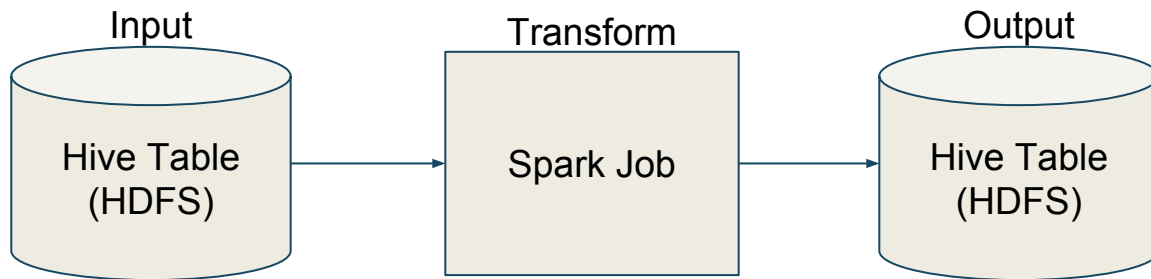 Input
Transform
Output
Hive Table
(HDFS)
Spark Job
Hive Table
(HDFS)